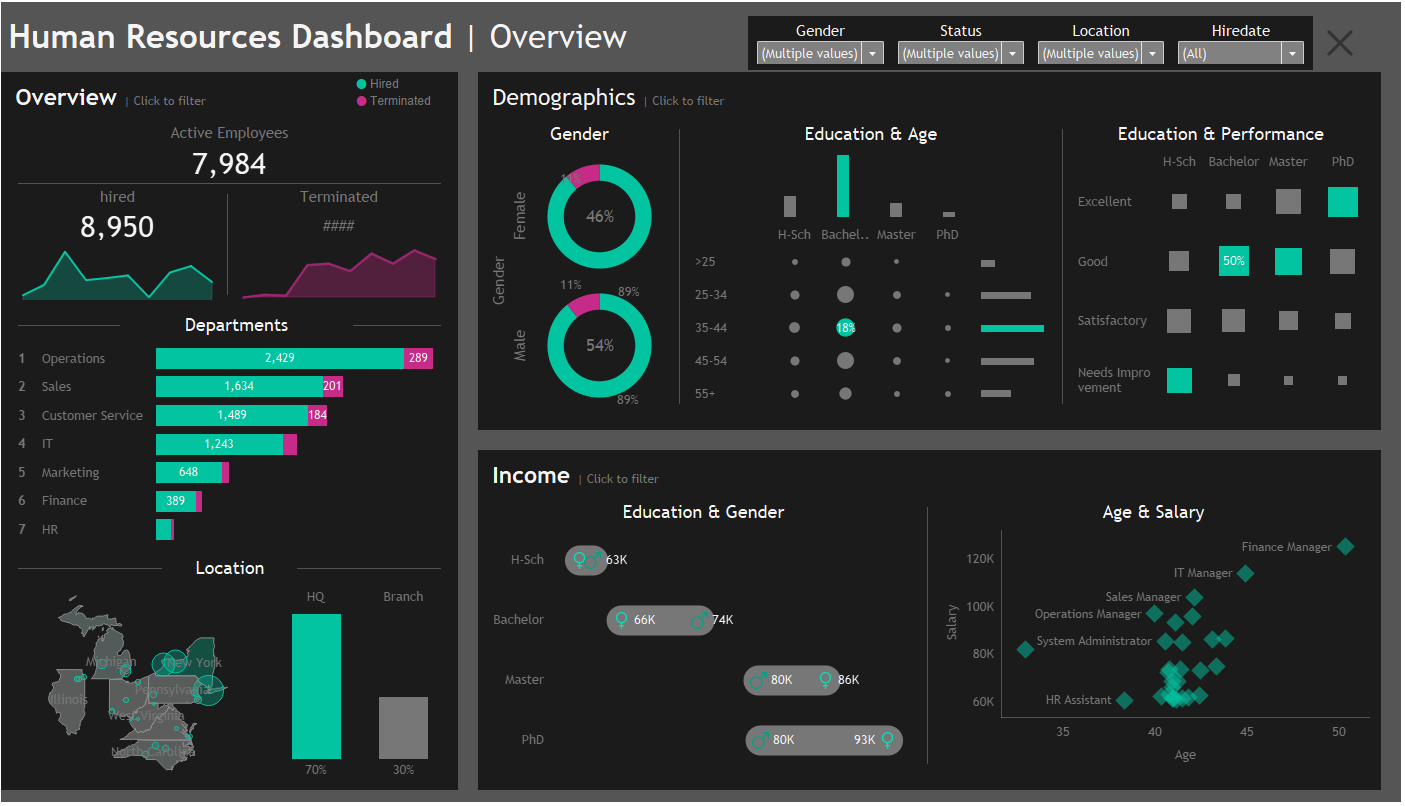 Human Resources Dashboard | Overview
Gender
Status
Location
Hiredate
(Multiple values)
(Multiple values)
(Multiple values)
(All)
Overview | Click to filter
Hired
Terminated
Active Employees
7,984
hired
8,950
Terminated
####
Departments
1 Operations 2,429 289
2 Sales 1,634 201
3 Customer Service 1,489 184
4 IT 1,243
5 Marketing 648
6 Finance 389
7 HR
Location
HQ
Branch
Michigan
New York
Illinois
Pennsylvania
West Virginia
North Carolina
70%
30%
Demographics | Click to filter
Gender
Gender
Female
11%
46%
89%
Male
11%
54%
89%
Education & Age
H-Sch Bachel.. Master PhD
>25
25-34
35-44 18%
45-54
55+
Education & Performance
H-Sch Bachelor Master PhD
Excellent
Good 50%
Satisfactory
Needs Impro
vement
Income | Click to filter
Education & Gender
H-Sch 63K
Bachelor 66K 74K
Master 80K 86K
PhD 80K 93K
Age & Salary
Salary
120K
100K
80K
60K
Finance Manager
IT Manager
Sales Manager
Operations Manager
System Administrator
HR Assistant
35 40 45 50
Age